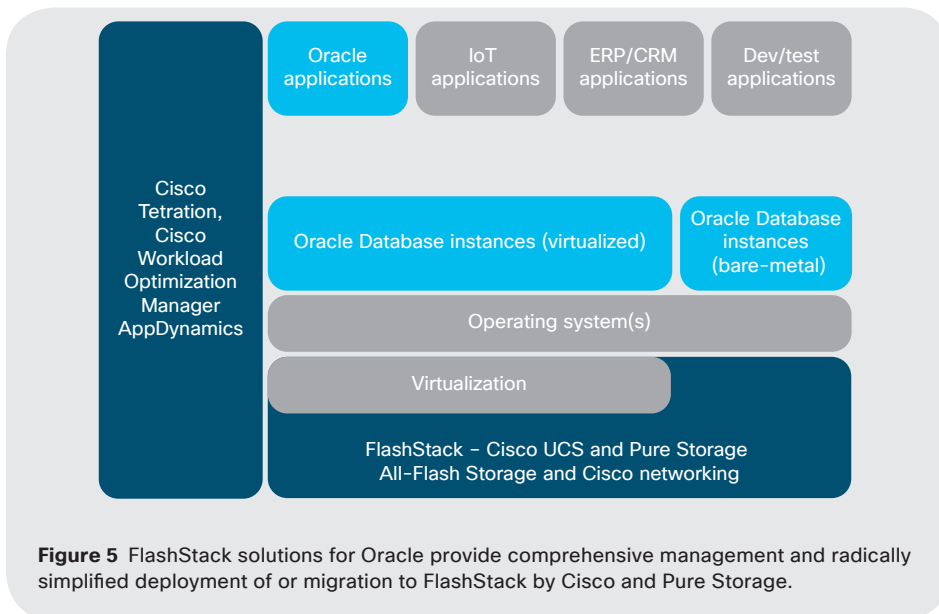 Oracle
applications
IoT
applications
ERP/CRM
applications
Dev/test
applications
Cisco
Tetration,
Cisco
Workload
Optimization
Manager
AppDynamics
Oracle Database instances (virtualized)
Oracle Database
instances
(bare-metal)
Operating system(s)
Virtualization
FlashStack – Cisco UCS and Pure Storage
All-Flash Storage and Cisco networking
Figure 5 FlashStack solutions for Oracle provide comprehensive management and radically
simplified deployment of or migration to FlashStack by Cisco and Pure Storage.